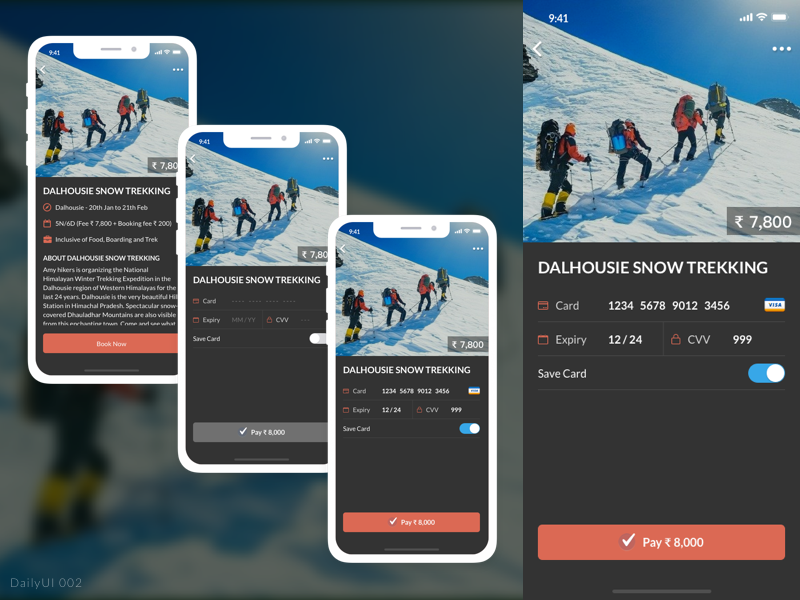 9:41
₹ 7,80
DALHOUSIE SNOW TREKKING
Dalhousie - 20th Jan to 21th Feb
5N/6D (Fee ₹ 7,800 + Booking fee ₹ 200)
Inclusive of Food, Boarding and Trek
ABOUT DALHOUSIE SNOW TREKKING
Amy hikers is organizing the National
Himalayan Winter Trekking Expedition in the
Dalhousie region of Western Himalayas for the
last 24 years. Dalhousie is the very beautiful Hill
Station in Himachal Pradesh. Spectacular snow-
covered Dhauladhar Mountains are also visible
from this enchanting town. Come and see what
Book Now
9:41
₹ 7,80
DALHOUSIE SNOW TREKKING
Card ---- ---- ---- ----
Expiry MM / YY CVV
Save Card
Pay ₹ 8,000
9:41
₹ 7,800
DALHOUSIE SNOW TREKKING
Card 1234 5678 9012 3456 VISA
Expiry 12 / 24 CVV 999
Save Card
Pay ₹ 8,000
9:41
₹ 7,800
DALHOUSIE SNOW TREKKING
Card 1234 5678 9012 3456 VISA
Expiry 12 / 24 CVV 999
Save Card
Pay ₹ 8,000
DailyUI 002